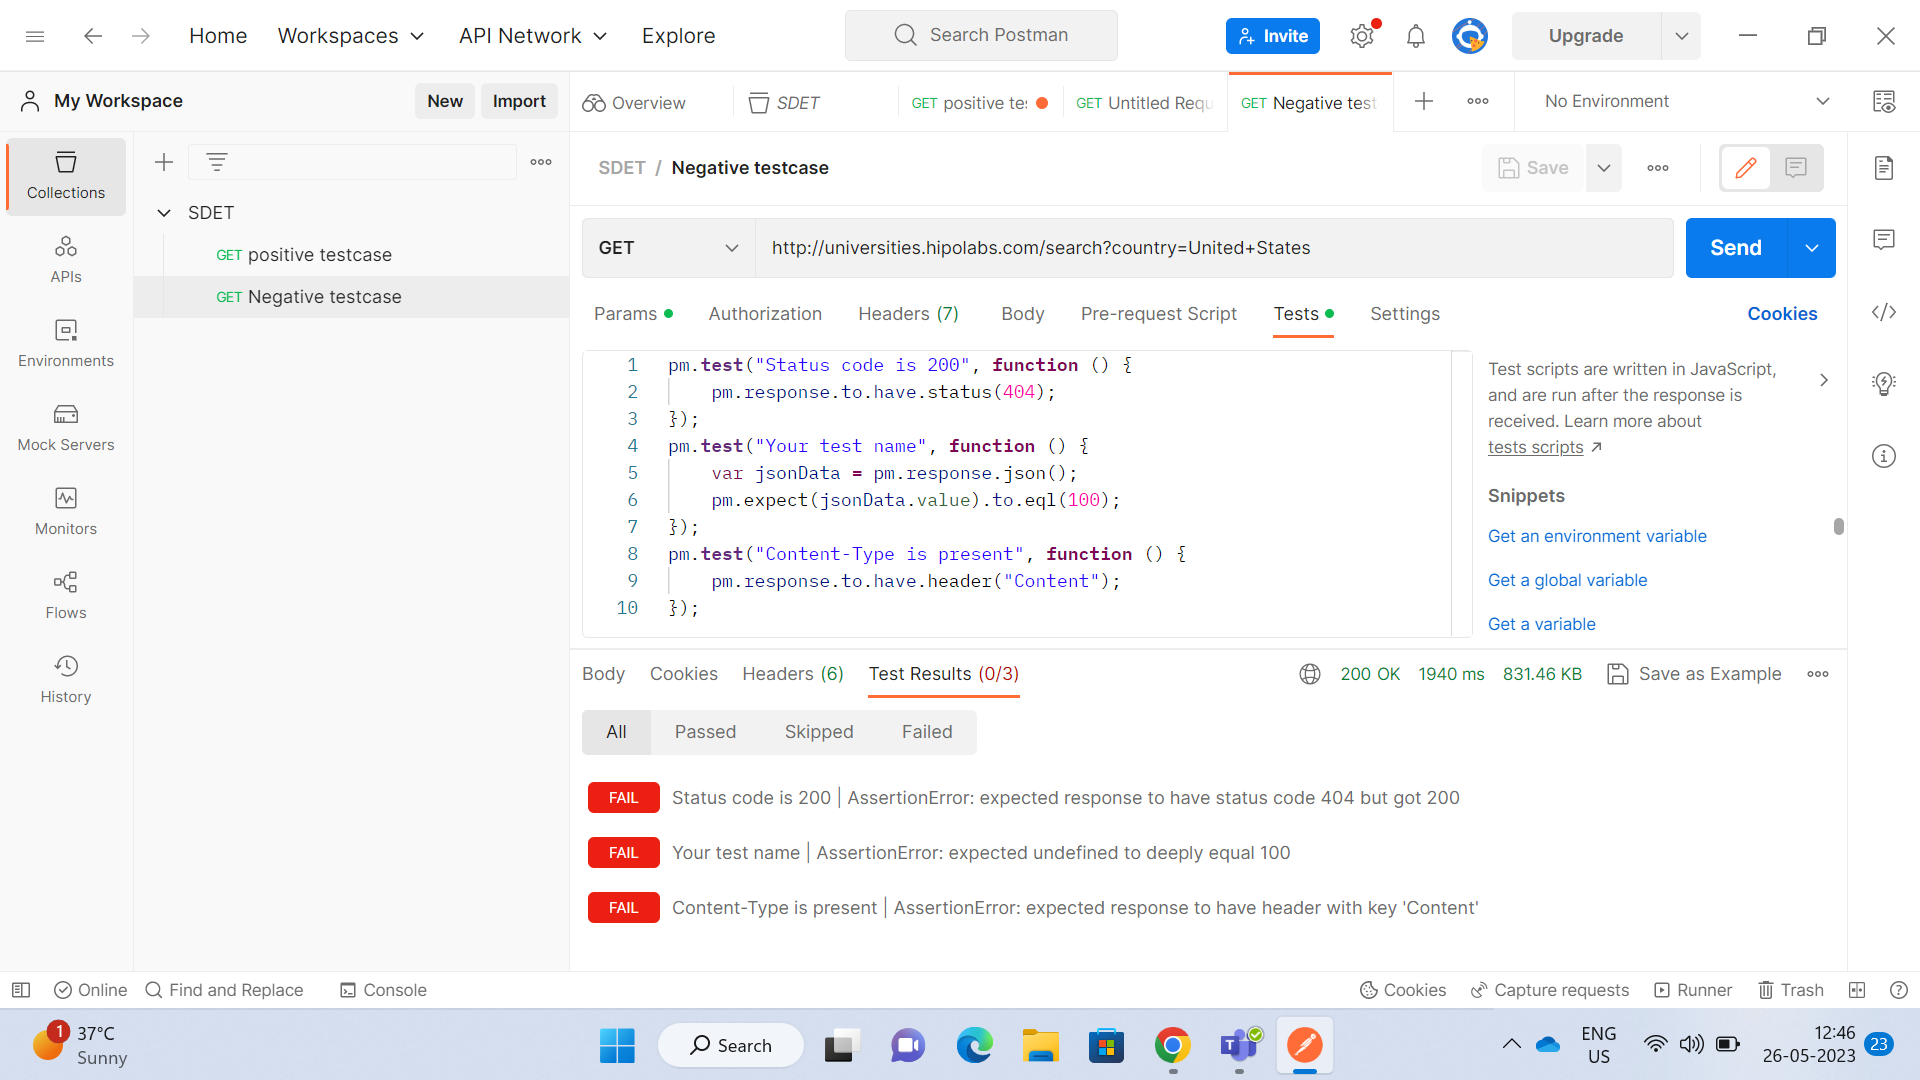 Home
Workspaces
API Network
Explore
Search Postman
Invite
Upgrade
My Workspace
New
Import
Overview
SDET
GET positive tes
GET Untitled Requ
GET Negative test
No Environment
Collections
APIs
Environments
Mock Servers
Monitors
Flows
History
SDET
GET positive testcase
GET Negative testcase
SDET / Negative testcase
Save
GET
http://universities.hipolabs.com/search?country=United+States
Send
Params
Authorization
Headers (7)
Body
Pre-request Script
Tests
Settings
Cookies
1 pm.test("Status code is 200", function () {
2 pm.response.to.have.status(404);
3 });
4 pm.test("Your test name", function () {
5 var jsonData = pm.response.json();
6 pm.expect(jsonData.value).to.eql(100);
7 });
8 pm.test("Content-Type is present", function () {
9 pm.response.to.have.header("Content");
10 });
Test scripts are written in JavaScript,
and are run after the response is
received. Learn more about
tests scripts
Snippets
Get an environment variable
Get a global variable
Get a variable
Body
Cookies
Headers (6)
Test Results (0/3)
200 OK
1940 ms
831.46 KB
Save as Example
All
Passed
Skipped
Failed
FAIL Status code is 200 | AssertionError: expected response to have status code 404 but got 200
FAIL Your test name | AssertionError: expected undefined to deeply equal 100
FAIL Content-Type is present | AssertionError: expected response to have header with key 'Content'
Online
Find and Replace
Console
Cookies
Capture requests
Runner
Trash
1
37°C
Sunny
Search
T
ENG
US
12:46
26-05-2023
23